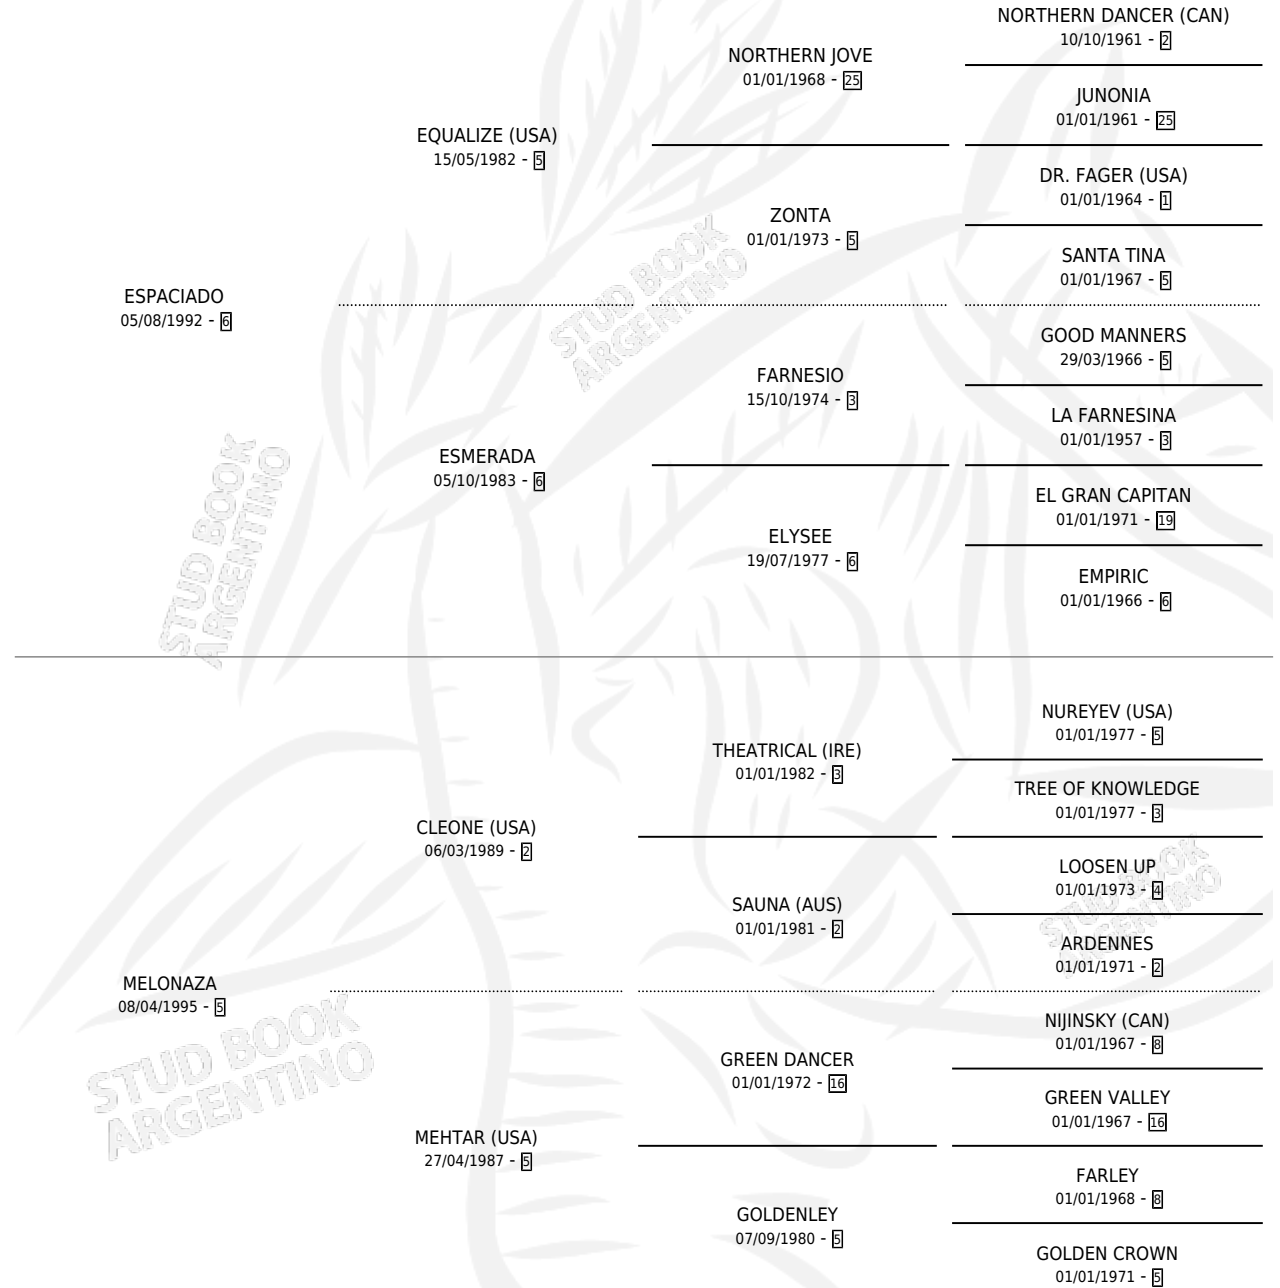 NORTHERN DANCER (CAN)
10/10/1961 - 2
NORTHERN JOVE
01/01/1968 - 25
JUNONIA
01/01/1961 - 25
EQUALIZE (USA)
15/05/1982 - 5
DR. FAGER (USA)
01/01/1964 - 1
ZONTA
01/01/1973 - 5
SANTA TINA
01/01/1967 - 5
ESPACIADO
05/08/1992 - 6
GOOD MANNERS
29/03/1966 - 5
FARNESIO
15/10/1974 - 3
LA FARNESINA
01/01/1957 - 3
ESMERADA
05/10/1983 - 6
EL GRAN CAPITAN
01/01/1971 - 19
ELYSEE
19/07/1977 - 6
EMPIRIC
01/01/1966 - 6
STUD BOOK
ARGENTINO
STUD BOOK
ARGENTINO
NUREYEV (USA)
01/01/1977 - 5
THEATRICAL (IRE)
01/01/1982 - 3
TREE OF KNOWLEDGE
01/01/1977 - 3
CLEONE (USA)
06/03/1989 - 2
LOOSEN UP
01/01/1973 - 4
SAUNA (AUS)
01/01/1981 - 2
ARDENNES
01/01/1971 - 2
MELONAZA
08/04/1995 - 5
NIJINSKY (CAN)
01/01/1967 - 8
GREEN DANCER
01/01/1972 - 16
GREEN VALLEY
01/01/1967 - 16
MEHTAR (USA)
27/04/1987 - 5
FARLEY
01/01/1968 - 8
GOLDENLEY
07/09/1980 - 5
GOLDEN CROWN
01/01/1971 - 5
STUD BOOK
ARGENTINO
STUD BOOK
ARGENTINO